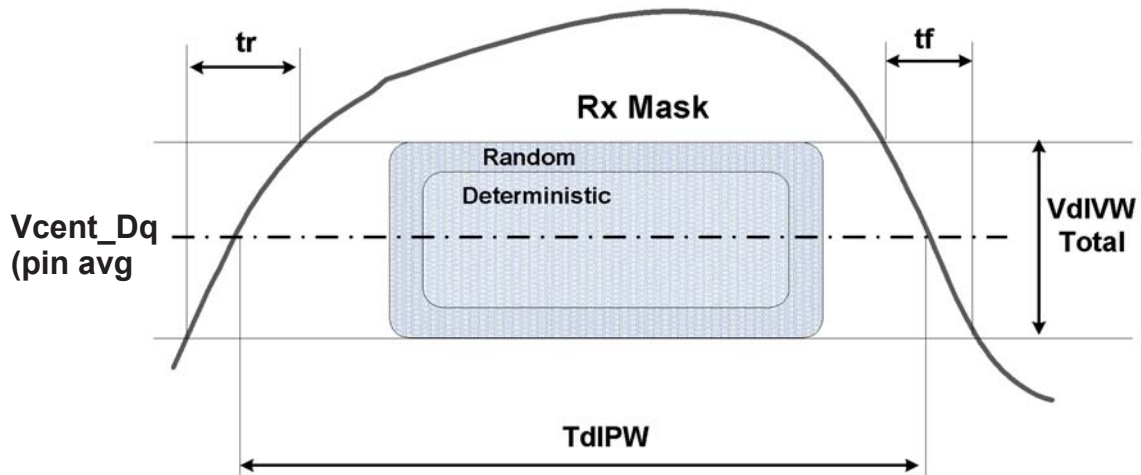 tr
tf
Rx Mask
Random
Deterministic
Vcent_Dq
(pin avg
VdIVW
Total
TdIPW